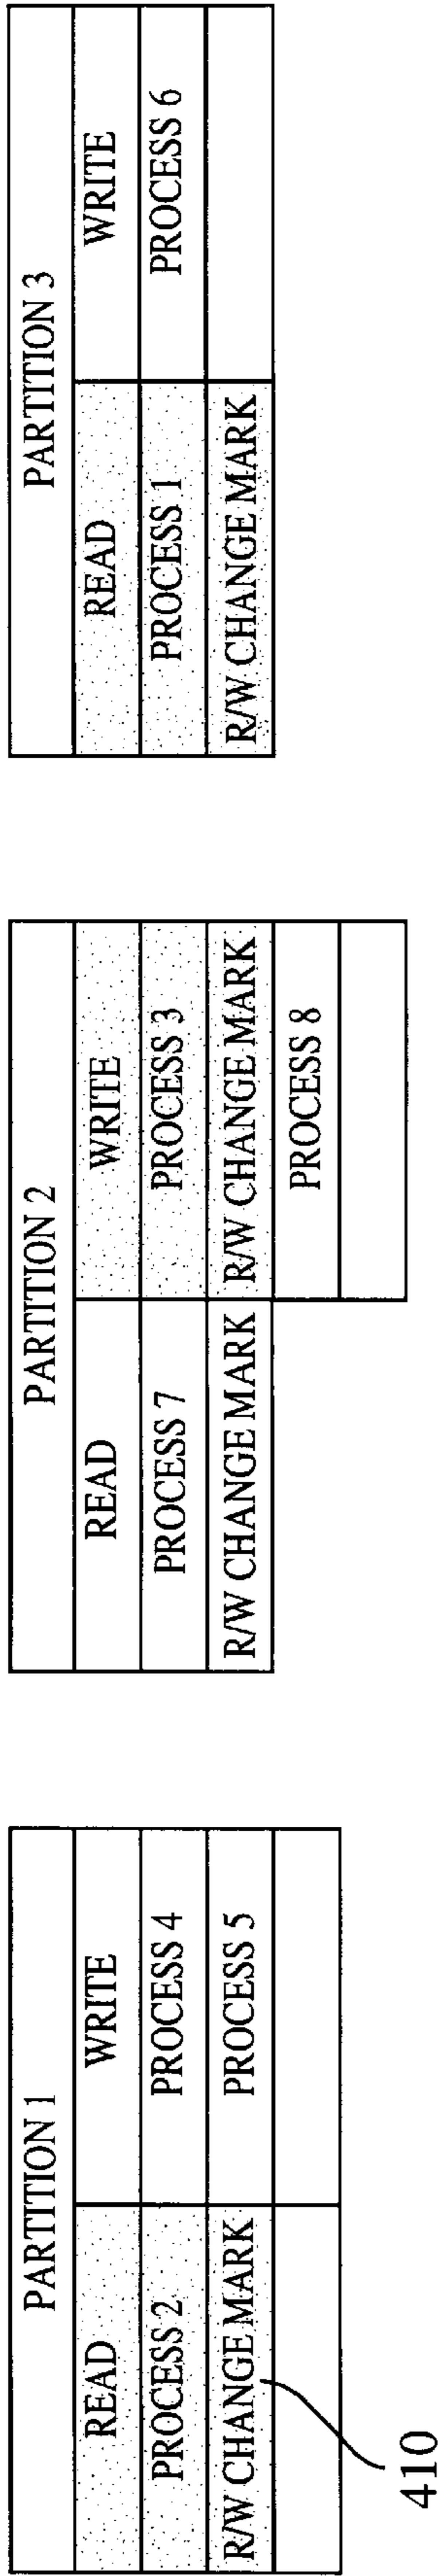 PARTITION 1
READ WRITE
PROCESS 2 PROCESS 4
R/W CHANGE MARK PROCESS 5
410
PARTITION 2
READ WRITE
PROCESS 7 PROCESS 3
R/W CHANGE MARK R/W CHANGE MARK
PROCESS 8
PARTITION 3
READ WRITE
PROCESS 1 PROCESS 6
R/W CHANGE MARK